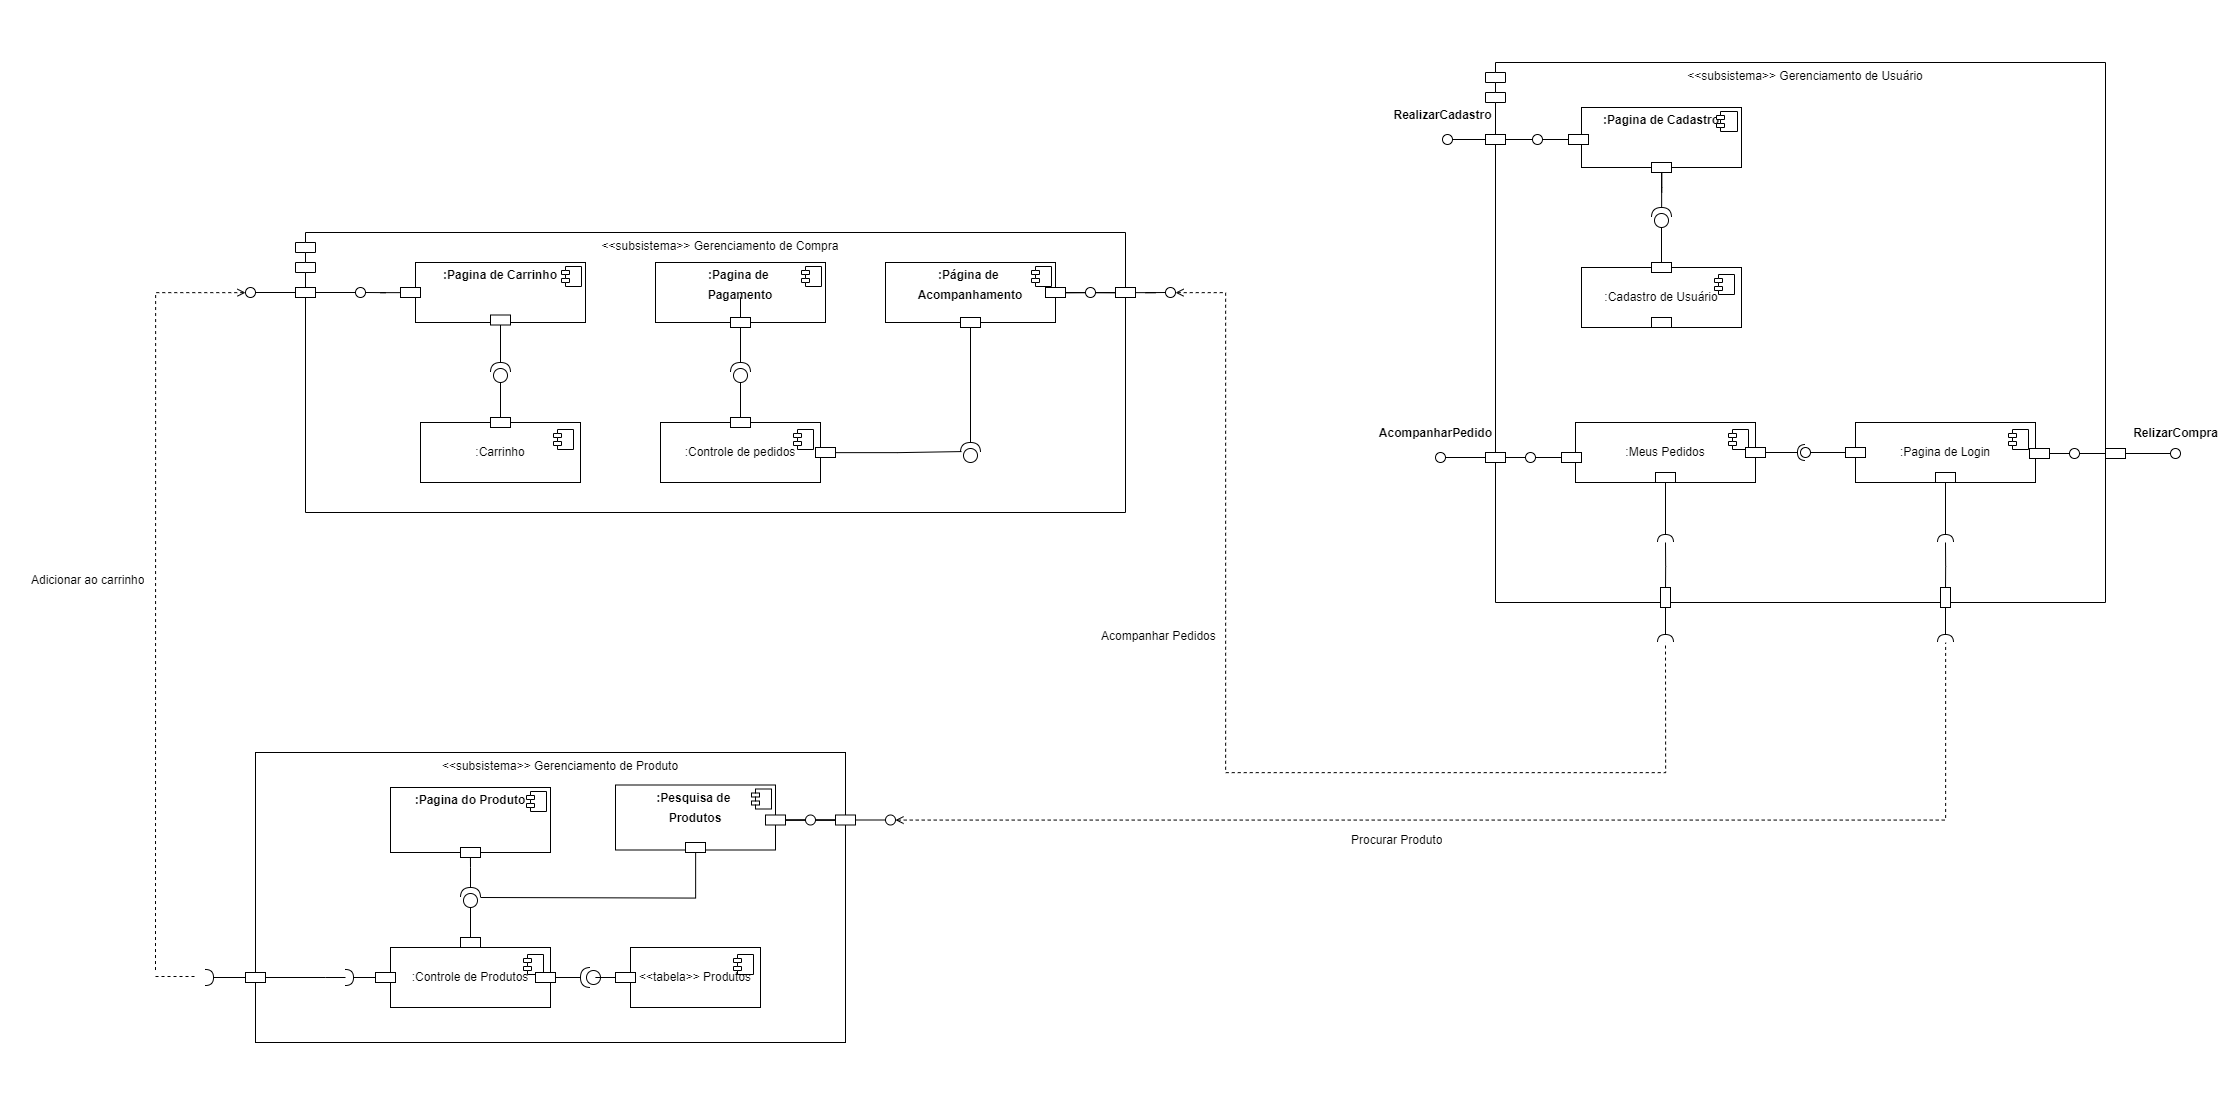 <<subsistema>> Gerenciamento de Usuário
RealizarCadastro
:Pagina de Cadastro
:Cadastro de Usuário
AcompanharPedido
:Meus Pedidos
:Pagina de Login
RelizarCompra
<<subsistema>> Gerenciamento de Compra
:Pagina de Carrinho
:Pagina de
Pagamento
:Página de
Acompanhamento
:Carrinho
:Controle de pedidos
Adicionar ao carrinho
Acompanhar Pedidos
<<subsistema>> Gerenciamento de Produto
:Pagina do Produto
:Pesquisa de
Produtos
Procurar Produto
:Controle de Produtos
<<tabela>> Produtos